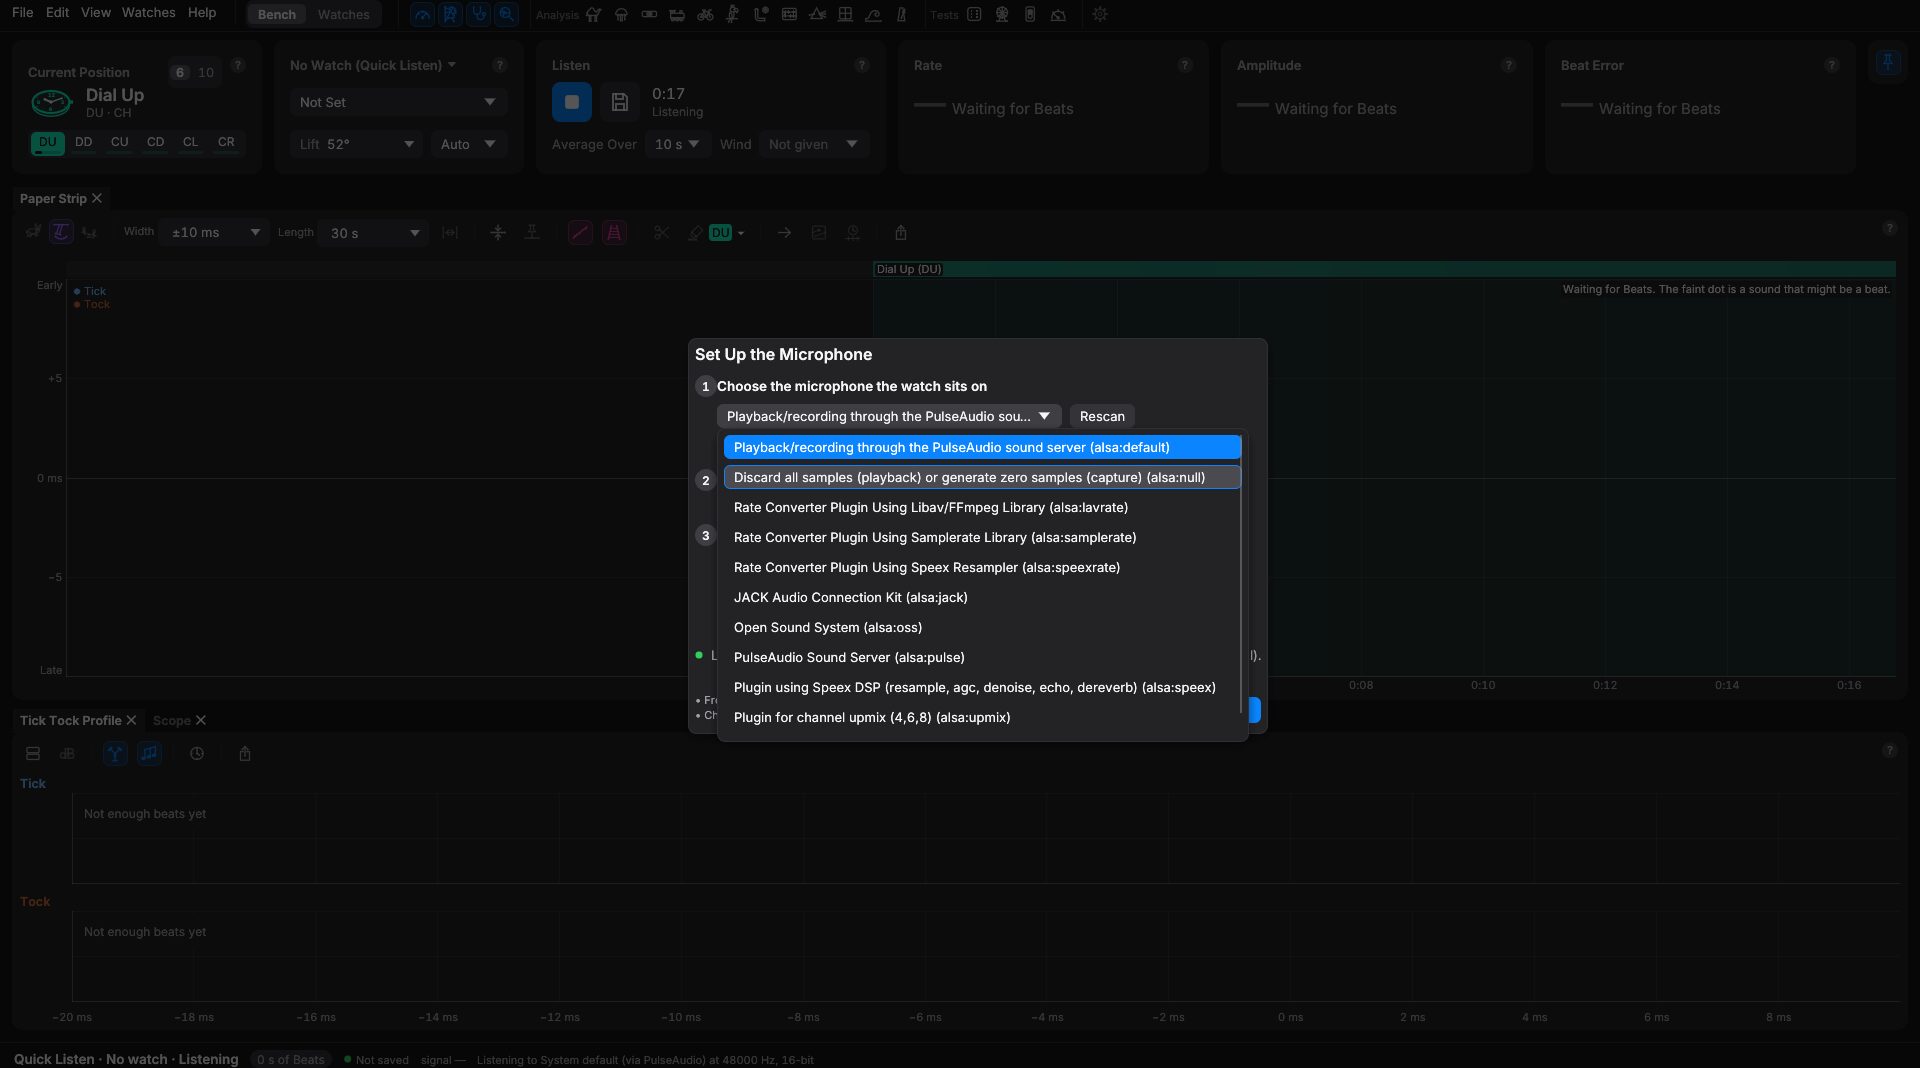 File Edit View Watches Help Bench Watches Analysis Tests
Current Position 6 10 ?
Dial Up
DU · CH
DU DD CU CD CL CR
No Watch (Quick Listen) ?
Not Set
Lift 52° Auto
Listen ?
0:17
Listening
Average Over 10 s Wind Not given
Rate ?
Waiting for Beats
Amplitude ?
Waiting for Beats
Beat Error ?
Waiting for Beats
Paper Strip
Width ±10 ms Length 30 s DU ?
Dial Up (DU)
Early
Tick
Tock
Waiting for Beats. The faint dot is a sound that might be a beat.
+5
0 ms
−5
Late
0:08 0:10 0:12 0:14 0:16
Set Up the Microphone
1 Choose the microphone the watch sits on
Playback/recording through the PulseAudio sou... Rescan
Playback/recording through the PulseAudio sound server (alsa:default)
2 Discard all samples (playback) or generate zero samples (capture) (alsa:null)
Rate Converter Plugin Using Libav/FFmpeg Library (alsa:lavrate)
3 Rate Converter Plugin Using Samplerate Library (alsa:samplerate)
Rate Converter Plugin Using Speex Resampler (alsa:speexrate)
JACK Audio Connection Kit (alsa:jack)
Open Sound System (alsa:oss)
PulseAudio Sound Server (alsa:pulse)
Plugin using Speex DSP (resample, agc, denoise, echo, dereverb) (alsa:speex)
Plugin for channel upmix (4,6,8) (alsa:upmix)
Tick Tock Profile Scope
dB ?
Tick
Not enough beats yet
Tock
Not enough beats yet
−20 ms −18 ms −16 ms −14 ms −12 ms −10 ms −8 ms −6 ms −4 ms −2 ms 0 ms 2 ms 4 ms 6 ms 8 ms
Quick Listen · No watch · Listening 0 s of Beats Not saved signal — Listening to System default (via PulseAudio) at 48000 Hz, 16-bit